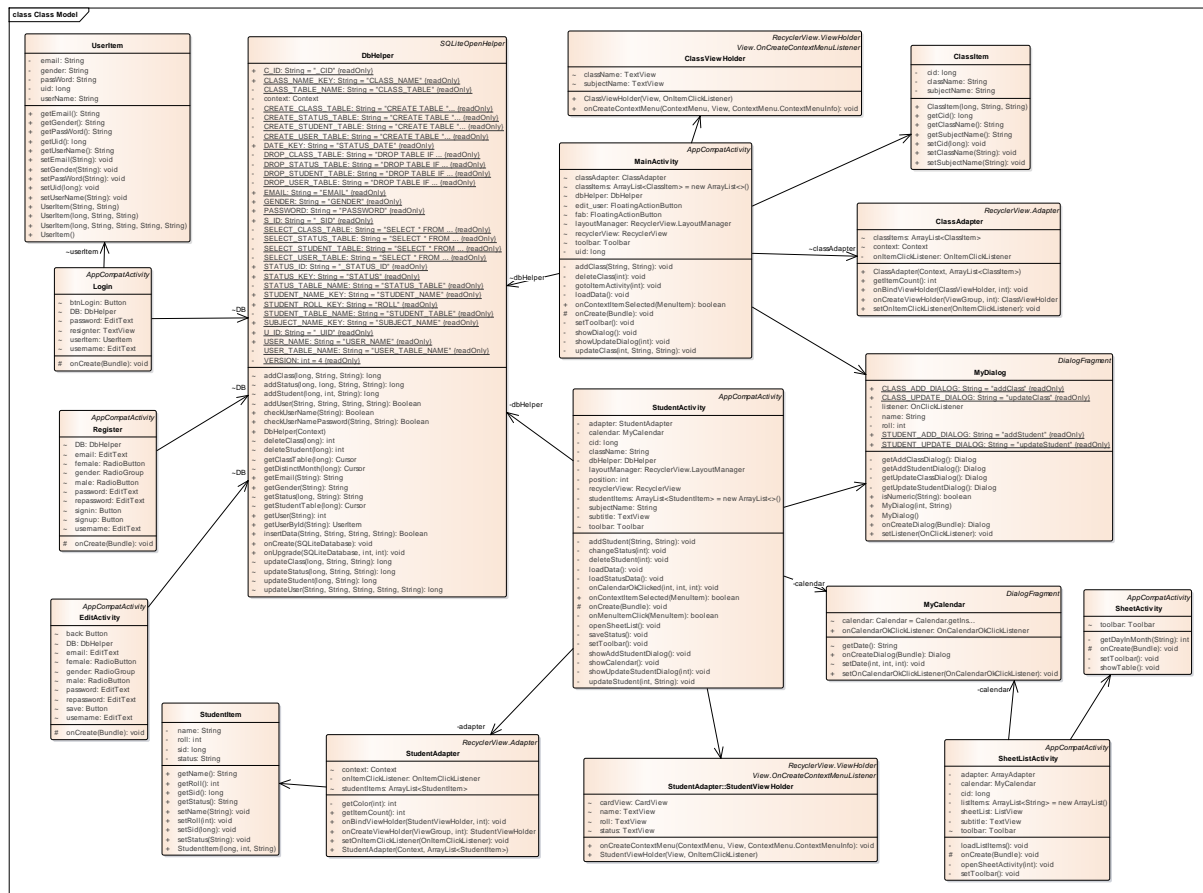 class Class Model
UserItem
- email: String
- gender: String
- passWord: String
- uid: long
- userName: String
+ getEmail(): String
+ getGender(): String
+ getPassWord(): String
+ getUid(): long
+ getUserName(): String
+ setEmail(String): void
+ setGender(String): void
+ setPassWord(String): void
+ setUid(long): void
+ setUserName(String): void
+ UserItem(String, String)
+ UserItem(long, String, String)
+ UserItem(long, String, String, String, String)
+ UserItem()
~userItem
AppCompatActivity
Login
~ btnLogin: Button
~ DB: DbHelper
~ password: EditText
~ resignter: TextView
~ userItem: UserItem
~ username: EditText
# onCreate(Bundle): void
~DB
AppCompatActivity
Register
~ DB: DbHelper
~ email: EditText
~ female: RadioButton
~ gender: RadioGroup
~ male: RadioButton
~ password: EditText
~ repassword: EditText
~ signin: Button
~ signup: Button
~ username: EditText
# onCreate(Bundle): void
~DB
AppCompatActivity
EditActivity
~ back: Button
~ DB: DbHelper
~ email: EditText
~ female: RadioButton
~ gender: RadioGroup
~ male: RadioButton
~ password: EditText
~ repassword: EditText
~ save: Button
~ username: EditText
# onCreate(Bundle): void
~DB
SQLiteOpenHelper
DbHelper
+ C_ID: String = "_CID" {readOnly}
+ CLASS_NAME_KEY: String = "CLASS_NAME" {readOnly}
- CLASS_TABLE_NAME: String = "CLASS_TABLE" {readOnly}
- context: Context
- CREATE_CLASS_TABLE: String = "CREATE TABLE "... {readOnly}
- CREATE_STATUS_TABLE: String = "CREATE TABLE "... {readOnly}
- CREATE_STUDENT_TABLE: String = "CREATE TABLE "... {readOnly}
- CREATE_USER_TABLE: String = "CREATE TABLE "... {readOnly}
+ DATE_KEY: String = "STATUS_DATE" {readOnly}
- DROP_CLASS_TABLE: String = "DROP TABLE IF ... {readOnly}
- DROP_STATUS_TABLE: String = "DROP TABLE IF ... {readOnly}
- DROP_STUDENT_TABLE: String = "DROP TABLE IF ... {readOnly}
- DROP_USER_TABLE: String = "DROP TABLE IF ... {readOnly}
+ EMAIL: String = "EMAIL" {readOnly}
+ GENDER: String = "GENDER" {readOnly}
+ PASSWORD: String = "PASSWORD" {readOnly}
+ S_ID: String = "_SID" {readOnly}
- SELECT_CLASS_TABLE: String = "SELECT * FROM ... {readOnly}
- SELECT_STATUS_TABLE: String = "SELECT * FROM ... {readOnly}
- SELECT_STUDENT_TABLE: String = "SELECT * FROM ... {readOnly}
- SELECT_USER_TABLE: String = "SELECT * FROM ... {readOnly}
+ STATUS_ID: String = "_STATUS_ID" {readOnly}
+ STATUS_KEY: String = "STATUS" {readOnly}
- STATUS_TABLE_NAME: String = "STATUS_TABLE" {readOnly}
+ STUDENT_NAME_KEY: String = "STUDENT_NAME" {readOnly}
+ STUDENT_ROLL_KEY: String = "ROLL" {readOnly}
- STUDENT_TABLE_NAME: String = "STUDENT_TABLE" {readOnly}
+ SUBJECT_NAME_KEY: String = "SUBJECT_NAME" {readOnly}
+ U_ID: String = "_UID" {readOnly}
+ USER_NAME: String = "USER_NAME" {readOnly}
- USER_TABLE_NAME: String = "USER_TABLE_NAME" {readOnly}
- VERSION: int = 4 {readOnly}
~ addClass(long, String, String): long
~ addStatus(long, long, String, String): long
~ addStudent(long, int, String): long
~ addUser(String, String, String, String): Boolean
+ checkUserName(String): Boolean
+ checkUserNamePassword(String, String): Boolean
+ DbHelper(Context)
~ deleteClass(long): int
~ deleteStudent(long): int
~ getClassTable(long): Cursor
~ getDistinctMonth(long): Cursor
+ getEmail(String): String
+ getGender(String): String
~ getStatus(long, String): String
~ getStudentTable(long): Cursor
+ getUser(String): int
+ getUserById(String): UserItem
+ insertData(String, String, String, String): Boolean
+ onCreate(SQLiteDatabase): void
+ onUpgrade(SQLiteDatabase, int, int): void
~ updateClass(long, String, String): long
~ updateStatus(long, String, String): long
~ updateStudent(long, String): long
~ updateUser(String, String, String, String, String): long
RecyclerView.ViewHolder
View.OnCreateContextMenuListener
ClassViewHolder
~ className: TextView
~ subjectName: TextView
+ ClassViewHolder(View, OnItemClickListener)
+ onCreateContextMenu(ContextMenu, View, ContextMenu.ContextMenuInfo): void
ClassItem
- cid: long
- className: String
- subjectName: String
+ ClassItem(long, String, String)
+ getCid(): long
+ getClassName(): String
+ getSubjectName(): String
+ setCid(long): void
+ setClassName(String): void
+ setSubjectName(String): void
AppCompatActivity
MainActivity
~ classAdapter: ClassAdapter
~ classItems: ArrayList<ClassItem> = new ArrayList<>()
~ dbHelper: DbHelper
~ edit_user: FloatingActionButton
~ fab: FloatingActionButton
~ layoutManager: RecyclerView.LayoutManager
~ recyclerView: RecyclerView
~ toolbar: Toolbar
- uid: long
- addClass(String, String): void
- deleteClass(int): void
- gotoItemActivity(int): void
- loadData(): void
+ onContextItemSelected(MenuItem): boolean
# onCreate(Bundle): void
- setToolbar(): void
- showDialog(): void
- showUpdateDialog(int): void
- updateClass(int, String, String): void
~dbHelper
~classAdapter
RecyclerView.Adapter
ClassAdapter
~ classItems: ArrayList<ClassItem>
~ context: Context
- onItemClickListener: OnItemClickListener
+ ClassAdapter(Context, ArrayList<ClassItem>)
+ getItemCount(): int
+ onBindViewHolder(ClassViewHolder, int): void
+ onCreateViewHolder(ViewGroup, int): ClassViewHolder
+ setOnItemClickListener(OnItemClickListener): void
DialogFragment
MyDialog
+ CLASS_ADD_DIALOG: String = "addClass" {readOnly}
+ CLASS_UPDATE_DIALOG: String = "updateClass" {readOnly}
- listener: OnClickListener
- name: String
- roll: int
+ STUDENT_ADD_DIALOG: String = "addStudent" {readOnly}
+ STUDENT_UPDATE_DIALOG: String = "updateStudent" {readOnly}
- getAddClassDialog(): Dialog
- getAddStudentDialog(): Dialog
- getUpdateClassDialog(): Dialog
- getUpdateStudentDialog(): Dialog
+ isNumeric(String): boolean
+ MyDialog(int, String)
+ MyDialog()
+ onCreateDialog(Bundle): Dialog
+ setListener(OnClickListener): void
AppCompatActivity
StudentActivity
- adapter: StudentAdapter
- calendar: MyCalendar
- cid: long
- className: String
- dbHelper: DbHelper
- layoutManager: RecyclerView.LayoutManager
- position: int
- recyclerView: RecyclerView
- studentItems: ArrayList<StudentItem> = new ArrayList<>()
- subjectName: String
- subtitle: TextView
~ toolbar: Toolbar
- addStudent(String, String): void
- changeStatus(int): void
- deleteStudent(int): void
- loadData(): void
- loadStatusData(): void
- onCalendarOkClicked(int, int, int): void
+ onContextItemSelected(MenuItem): boolean
# onCreate(Bundle): void
- onMenuItemClick(MenuItem): boolean
- openSheetList(): void
- saveStatus(): void
- setToolbar(): void
- showAddStudentDialog(): void
- showCalendar(): void
- showUpdateStudentDialog(int): void
- updateStudent(int, String): void
-dbHelper
-calendar
-adapter
DialogFragment
MyCalendar
~ calendar: Calendar = Calendar.getIns...
+ onCalendarOkClickListener: OnCalendarOkClickListener
~ getDate(): String
+ onCreateDialog(Bundle): Dialog
~ setDate(int, int, int): void
+ setOnCalendarOkClickListener(OnCalendarOkClickListener): void
-calendar
AppCompatActivity
SheetActivity
~ toolbar: Toolbar
- getDayInMonth(String): int
# onCreate(Bundle): void
- setToolbar(): void
- showTable(): void
StudentItem
- name: String
- roll: int
- sid: long
- status: String
+ getName(): String
+ getRoll(): int
+ getSid(): long
+ getStatus(): String
+ setName(String): void
+ setRoll(int): void
+ setSid(long): void
+ setStatus(String): void
+ StudentItem(long, int, String)
RecyclerView.Adapter
StudentAdapter
~ context: Context
- onItemClickListener: OnItemClickListener
~ studentItems: ArrayList<StudentItem>
- getColor(int): int
+ getItemCount(): int
+ onBindViewHolder(StudentViewHolder, int): void
+ onCreateViewHolder(ViewGroup, int): StudentViewHolder
+ setOnItemClickListener(OnItemClickListener): void
+ StudentAdapter(Context, ArrayList<StudentItem>)
RecyclerView.ViewHolder
View.OnCreateContextMenuListener
StudentAdapter::StudentViewHolder
~ cardView: CardView
~ name: TextView
~ roll: TextView
~ status: TextView
+ onCreateContextMenu(ContextMenu, View, ContextMenu.ContextMenuInfo): void
+ StudentViewHolder(View, OnItemClickListener)
AppCompatActivity
SheetListActivity
- adapter: ArrayAdapter
- calendar: MyCalendar
- cid: long
- listItems: ArrayList<String> = new ArrayList()
- sheetList: ListView
- subtitle: TextView
~ toolbar: Toolbar
- loadListItems(): void
# onCreate(Bundle): void
- openSheetActivity(int): void
- setToolbar(): void